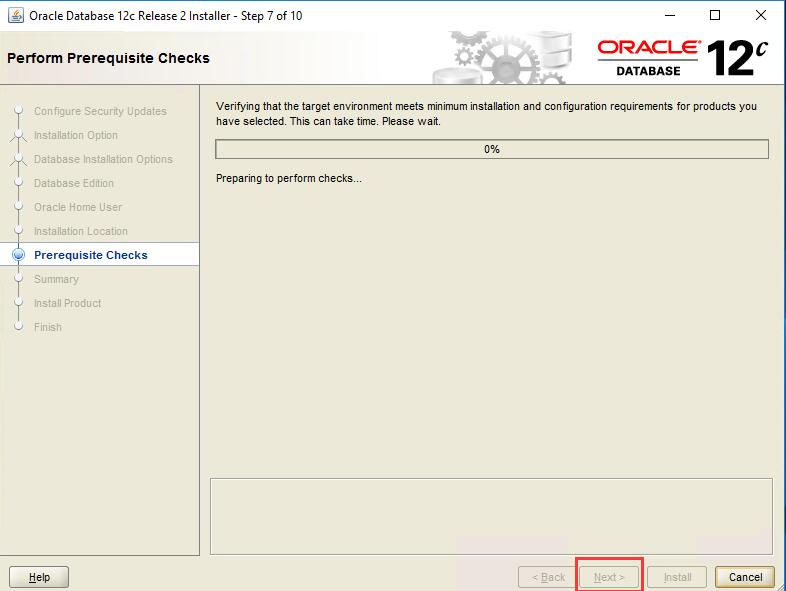 Oracle Database 12c Release 2 Installer - Step 7 of 10
Perform Prerequisite Checks
ORACLE®
DATABASE
12c
Configure Security Updates
Installation Option
Database Installation Options
Database Edition
Oracle Home User
Installation Location
Prerequisite Checks
Summary
Install Product
Finish
Verifying that the target environment meets minimum installation and configuration requirements for products you
have selected. This can take time. Please wait.
0%
Preparing to perform checks...
Help
< Back
Next >
Install
Cancel